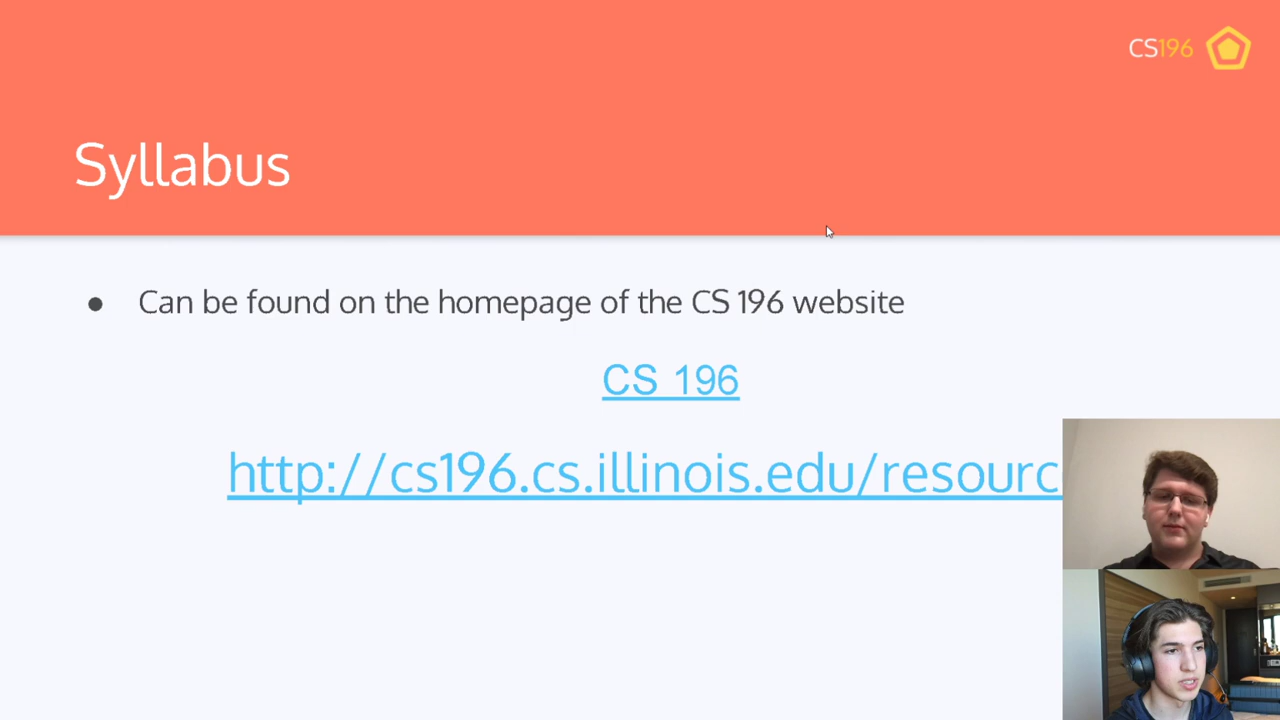 CS196
Syllabus
● Can be found on the homepage of the CS 196 website
CS 196
http://cs196.cs.illinois.edu/resourc